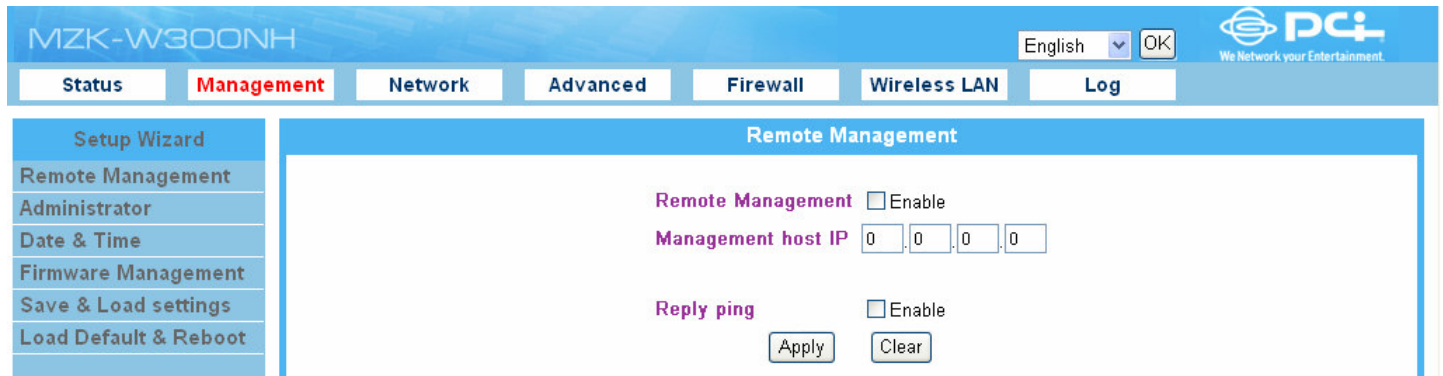 MZK-W300NH
English OK
PCi
We Network your Entertainment.
Status Management Network Advanced Firewall Wireless LAN Log
Setup Wizard
Remote Management
Administrator
Date & Time
Firmware Management
Save & Load settings
Load Default & Reboot
Remote Management
Remote Management Enable
Management host IP 0 . 0 . 0 . 0
Reply ping Enable
Apply Clear